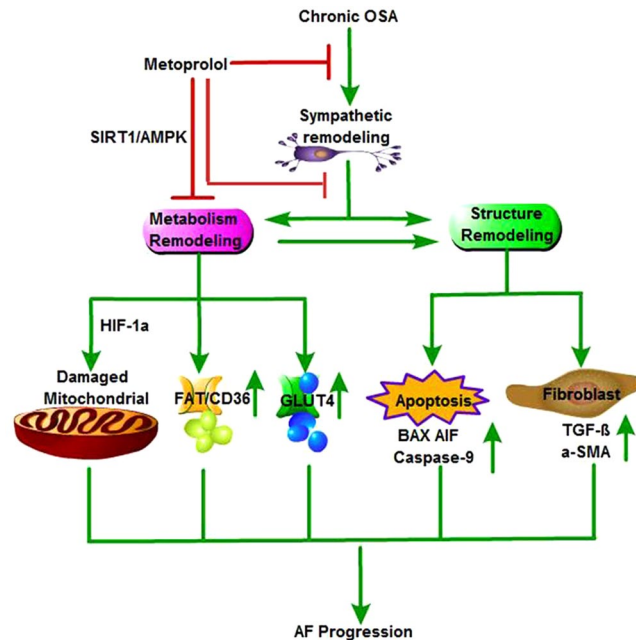 Chronic OSA
Metoprolol
SIRT1/AMPK
Sympathetic
remodeling
Metabolism
Remodeling
Structure
Remodeling
HIF-1a
Damaged
Mitochondrial
FAT/CD36
GLUT4
Apoptosis
BAX AIF
Caspase-9
Fibroblast
TGF-ß
a-SMA
AF Progression